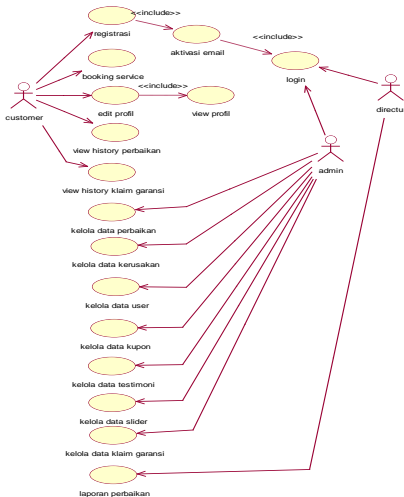 <<include>>
registrasi
<<include>>
aktivasi email
booking service
login
<<include>>
customer
edit profil
view profil
directu
view history perbaikan
admin
view history klaim garansi
kelola data perbaikan
kelola data kerusakan
kelola data user
kelola data kupon
kelola data testimoni
kelola data slider
kelola data klaim garansi
laporan perbaikan